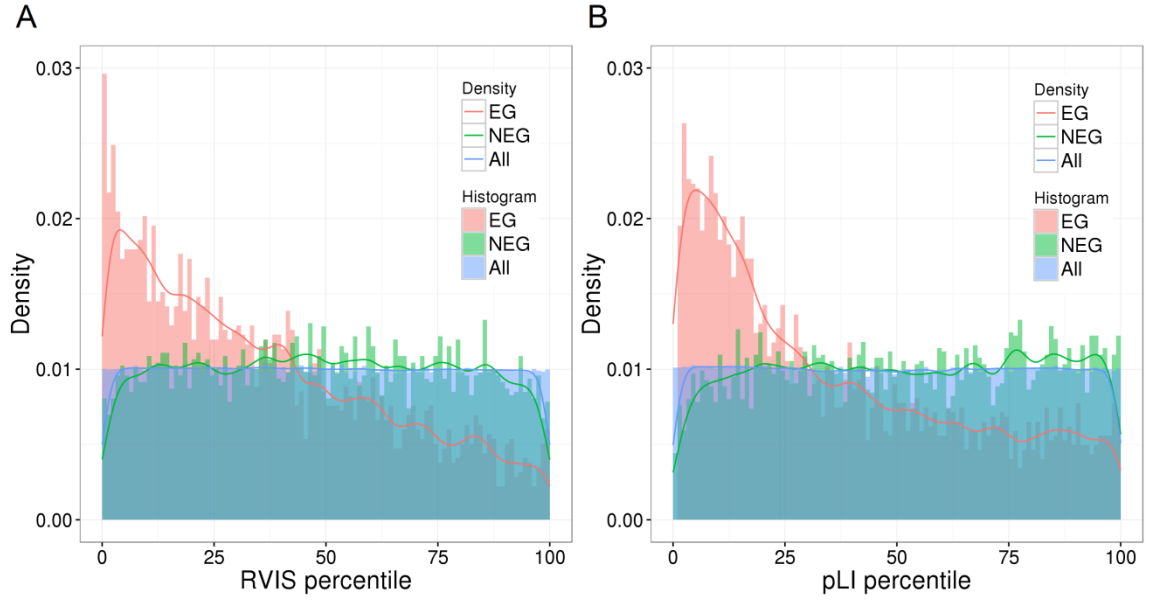 A
0.03
0.02
0.01
0.00
Density
0
25
50
75
100
RVIS percentile
Density
EG
NEG
All
Histogram
EG
NEG
All
B
0.03
0.02
0.01
0.00
Density
0
25
50
75
100
pLI percentile
Density
EG
NEG
All
Histogram
EG
NEG
All